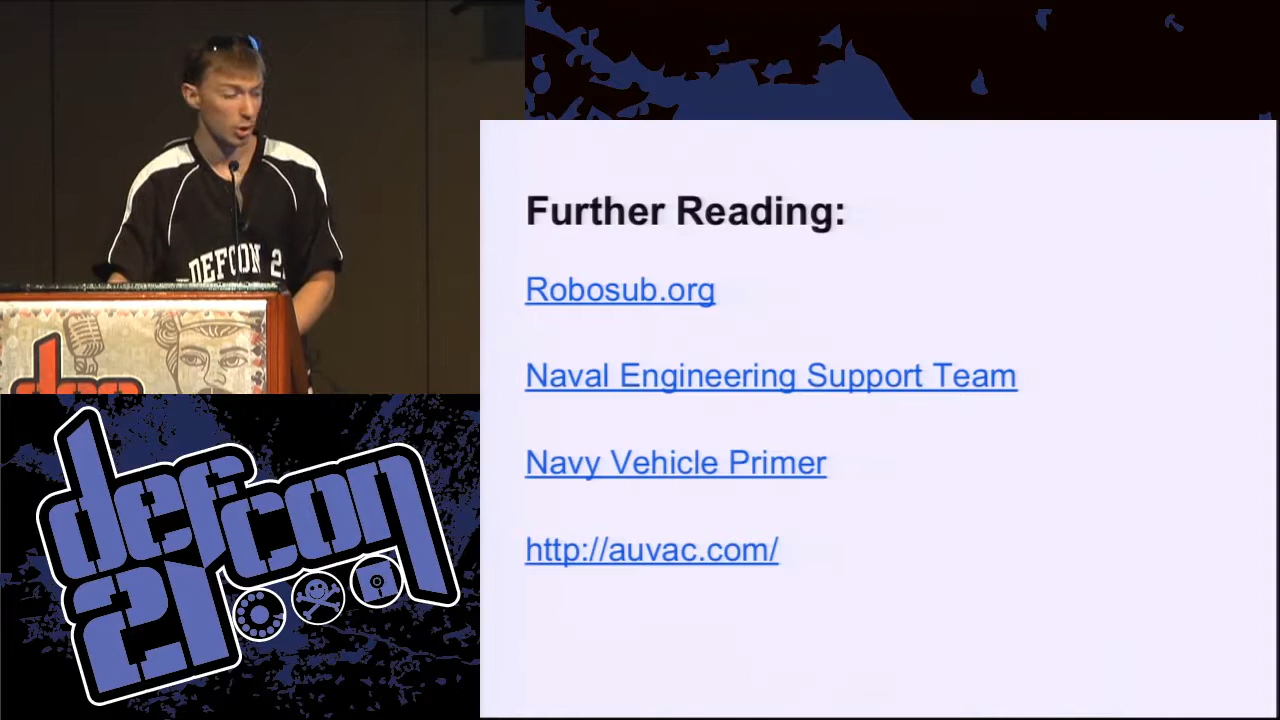 DEFCON 21
Further Reading:
Robosub.org
Naval Engineering Support Team
Navy Vehicle Primer
http://auvac.com/
defcon
21